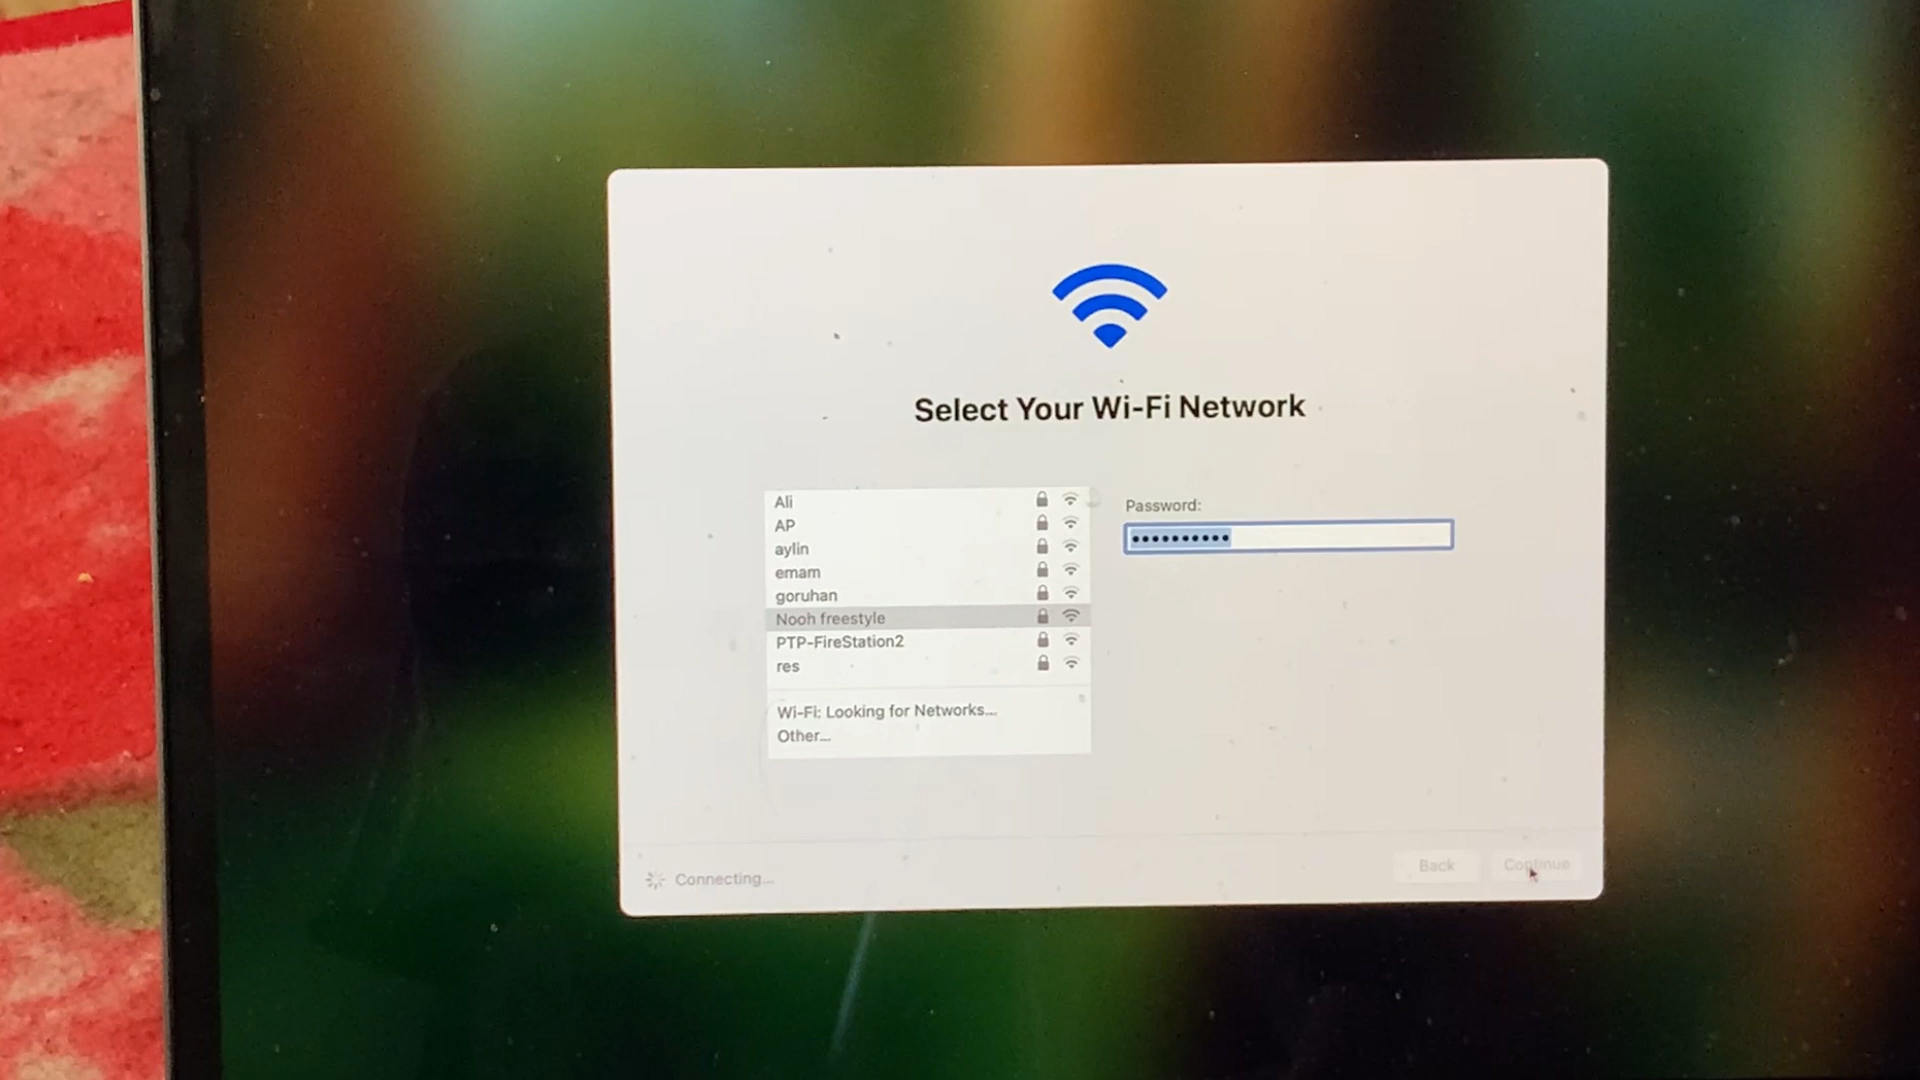 Select Your Wi-Fi Network
Ali
AP
aylin
emam
goruhan
Nooh freestyle
PTP-FireStation2
res
Wi-Fi: Looking for Networks...
Other...
Password:
••••••••••
Connecting...
Back
Continue